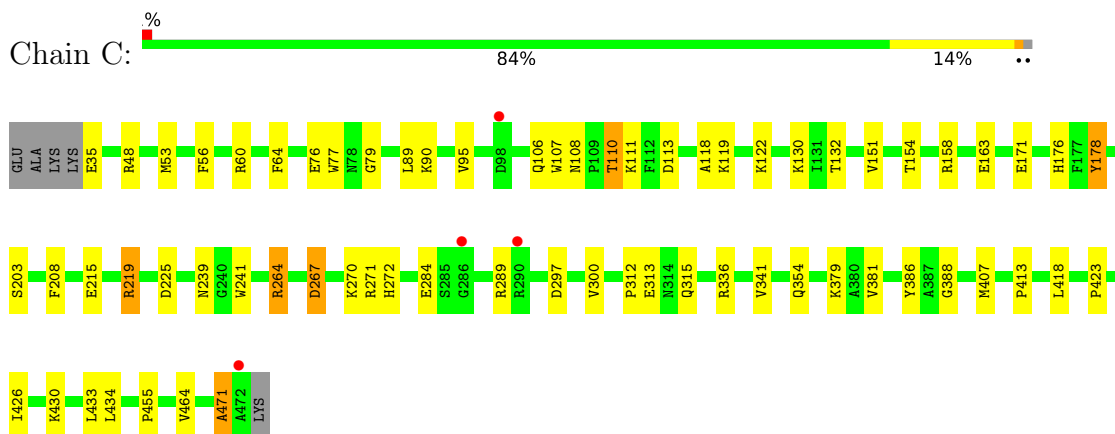 .%
Chain C:
84% 14% ••
GLU ALA LYS LYS E35 R48 M53 F56 R60 F64 E76 W77 N78 G79 L89 K90 V95 D98 Q106 W107 N108 P109 T110 K111 F112 D113 A118 K119 K122 K130 I131 T132 V151 T154 R158 E163 E171 H176 F177 Y178
S203 F208 E215 R219 D225 N239 G240 W241 R264 D267 K270 R271 H272 E284 S285 G286 R289 R290 D297 V300 P312 E313 N314 Q315 R336 V341 Q354 K379 A380 V381 Y386 A387 G388 M407 P413 L418 P423
I426 K430 L433 L434 P455 V464 A471 A472 LYS